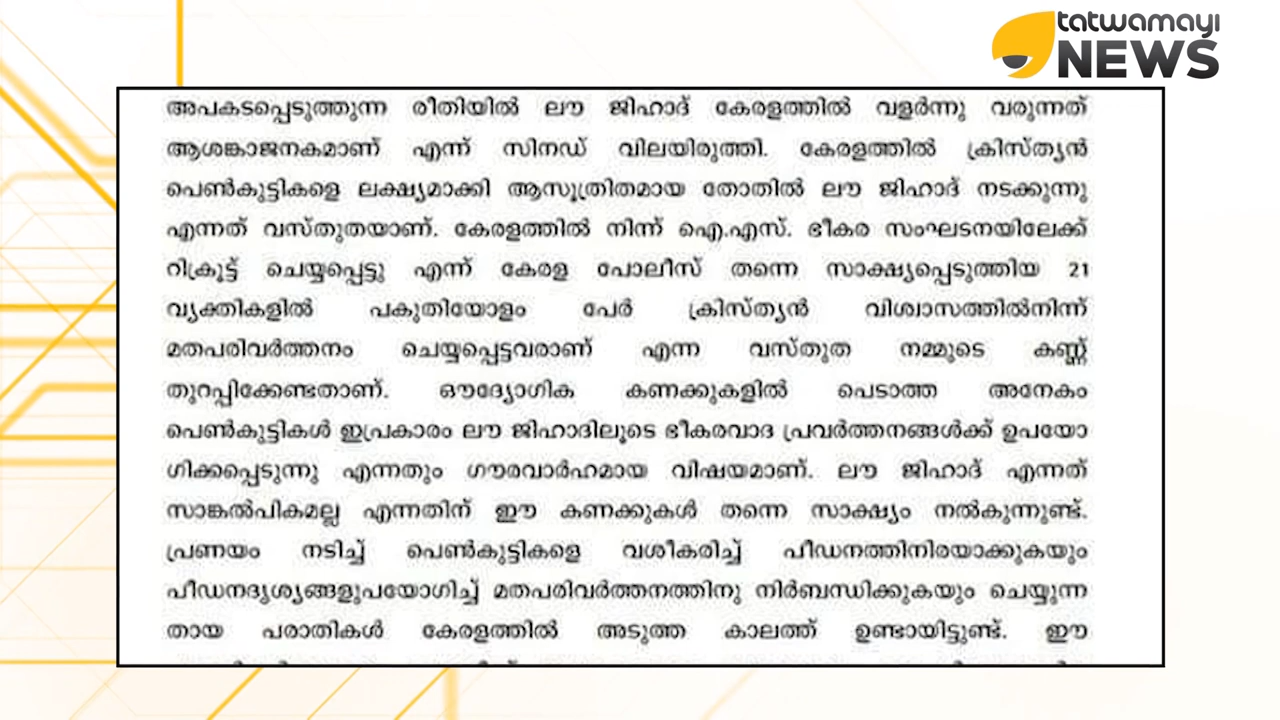 tatwamayi
NEWS
അപകടപ്പെടുത്തുന്ന രീതിയിൽ ലൗ ജിഹാദ് കേരളത്തിൽ വളർന്നു വരുന്നത്
ആശങ്കാജനകമാണ് എന്ന് സിനഡ് വിലയിരുത്തി. കേരളത്തിൽ ക്രിസ്ത്യൻ
പെൺകുട്ടികളെ ലക്ഷ്യമാക്കി ആസൂത്രിതമായ തോതിൽ ലൗ ജിഹാദ് നടക്കുന്നു
എന്നത് വസ്തുതയാണ്. കേരളത്തിൽ നിന്ന് ഐ.എസ്. ഭീകര സംഘടനയിലേക്ക്
റിക്രൂട്ട് ചെയ്യപ്പെട്ടു എന്ന് കേരള പോലീസ് തന്നെ സാക്ഷ്യപ്പെടുത്തിയ 21
വ്യക്തികളിൽ പകുതിയോളം പേർ ക്രിസ്ത്യൻ വിശ്വാസത്തിൽനിന്ന്
മതപരിവർത്തനം ചെയ്യപ്പെട്ടവരാണ് എന്ന വസ്തുത നമ്മുടെ കണ്ണ്
തുറപ്പിക്കേണ്ടതാണ്. ഔദ്യോഗിക കണക്കുകളിൽ പെടാത്ത അനേകം
പെൺകുട്ടികൾ ഇപ്രകാരം ലൗ ജിഹാദിലൂടെ ഭീകരവാദ പ്രവർത്തനങ്ങൾക്ക് ഉപയോ
ഗിക്കപ്പെടുന്നു എന്നതും ഗൗരവാർഹമായ വിഷയമാണ്. ലൗ ജിഹാദ് എന്നത്
സാങ്കൽപികമല്ല എന്നതിന് ഈ കണക്കുകൾ തന്നെ സാക്ഷ്യം നൽകുന്നുണ്ട്.
പ്രണയം നടിച്ച് പെൺകുട്ടികളെ വശീകരിച്ച് പീഡനത്തിനിരയാക്കുകയും
പീഡനദൃശ്യങ്ങളുപയോഗിച്ച് മതപരിവർത്തനത്തിനു നിർബന്ധിക്കുകയും ചെയ്യുന്ന
തായ പരാതികൾ കേരളത്തിൽ അടുത്ത കാലത്ത് ഉണ്ടായിട്ടുണ്ട്. ഈ